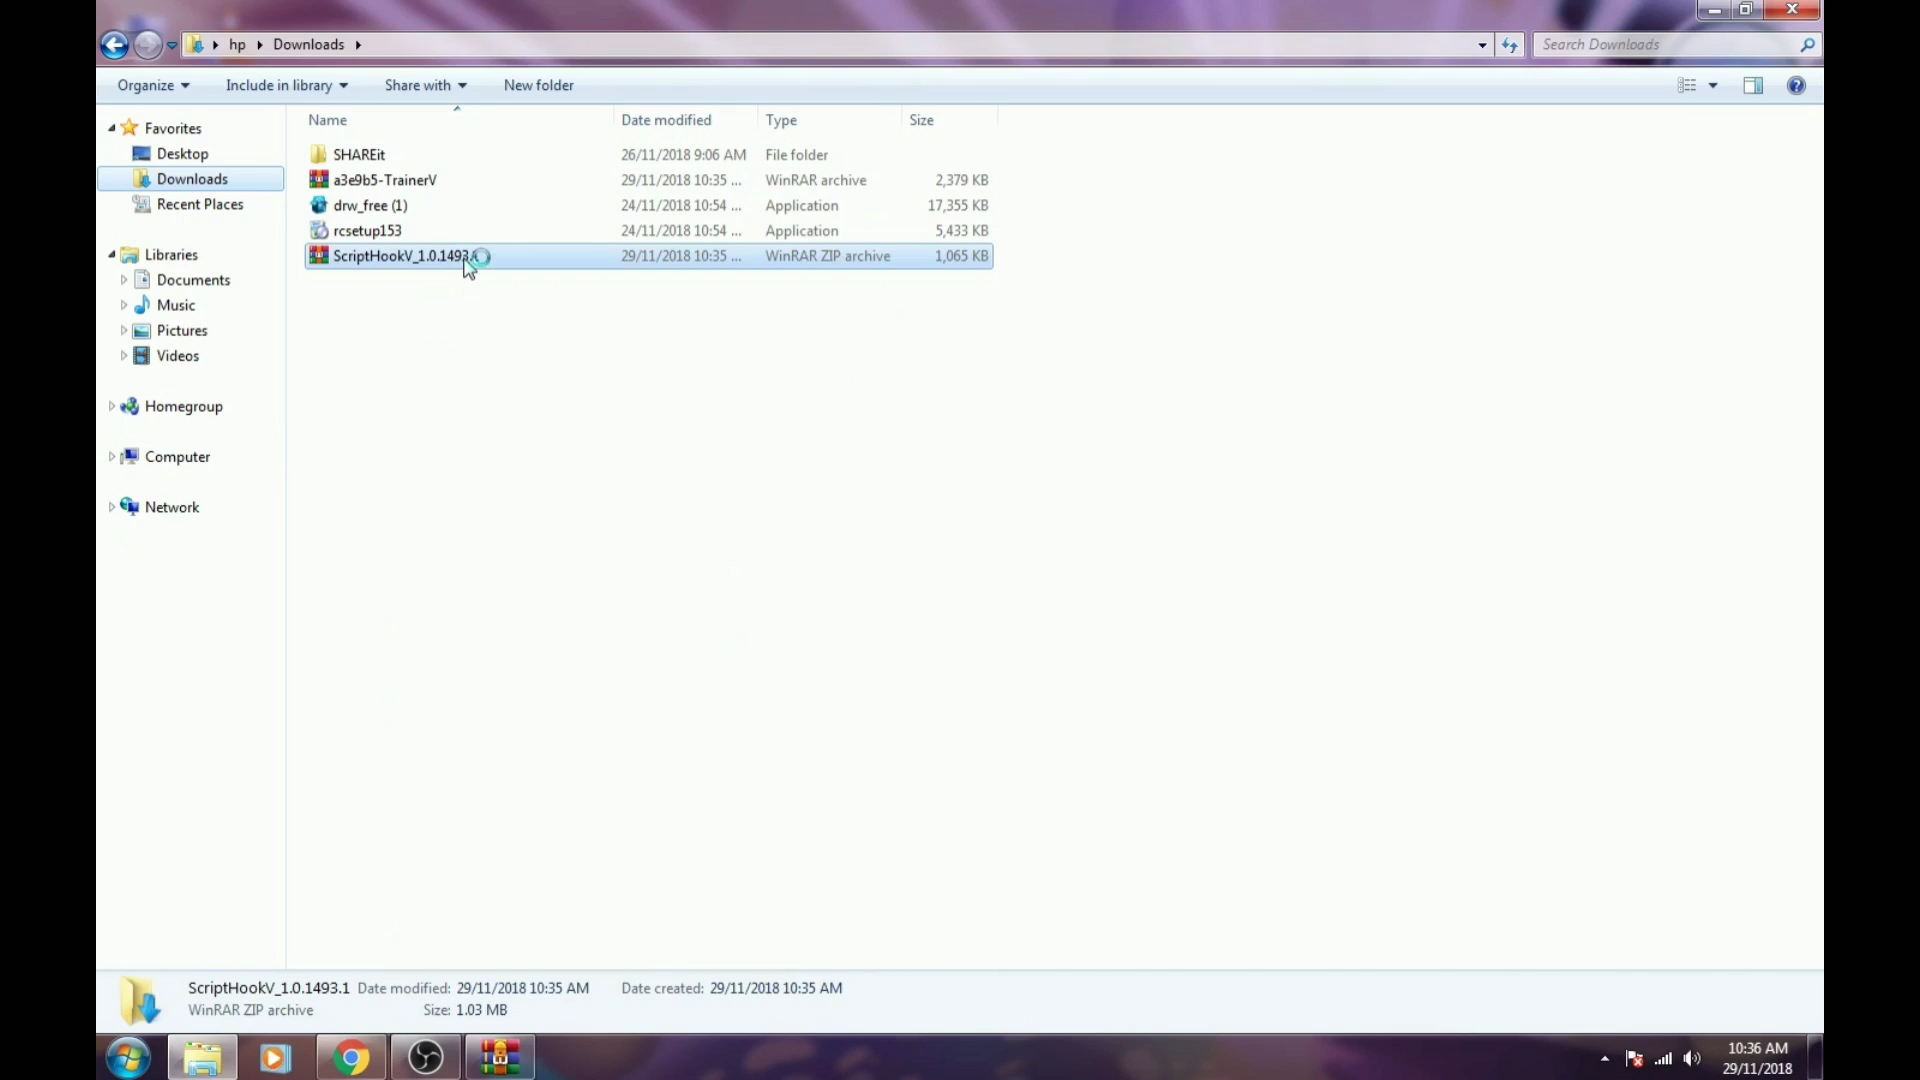 hp Downloads
Search Downloads
Organize Include in library Share with New folder
Favorites
Desktop
Downloads
Recent Places
Libraries
Documents
Music
Pictures
Videos
Homegroup
Computer
Network
Name Date modified Type Size
SHAREit 26/11/2018 9:06 AM File folder
a3e9b5-TrainerV 29/11/2018 10:35 ... WinRAR archive 2,379 KB
drw_free (1) 24/11/2018 10:54 ... Application 17,355 KB
rcsetup153 24/11/2018 10:54 ... Application 5,433 KB
ScriptHookV_1.0.1493 29/11/2018 10:35 ... WinRAR ZIP archive 1,065 KB
ScriptHookV_1.0.1493.1 Date modified: 29/11/2018 10:35 AM Date created: 29/11/2018 10:35 AM
WinRAR ZIP archive Size: 1.03 MB
10:36 AM
29/11/2018